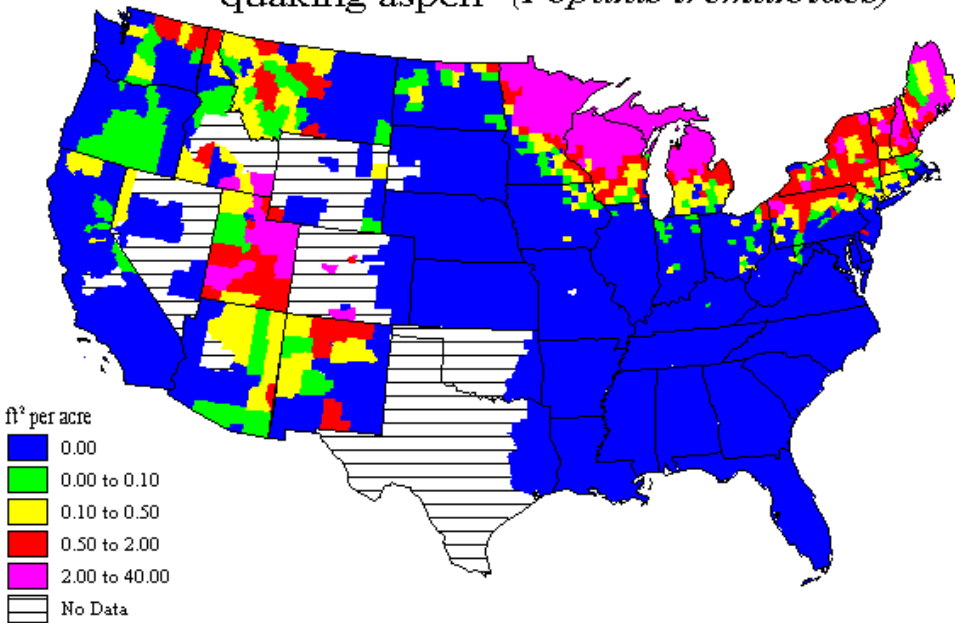 quaking aspen (Populus tremuloides)
ft² per acre
0.00
0.00 to 0.10
0.10 to 0.50
0.50 to 2.00
2.00 to 40.00
No Data